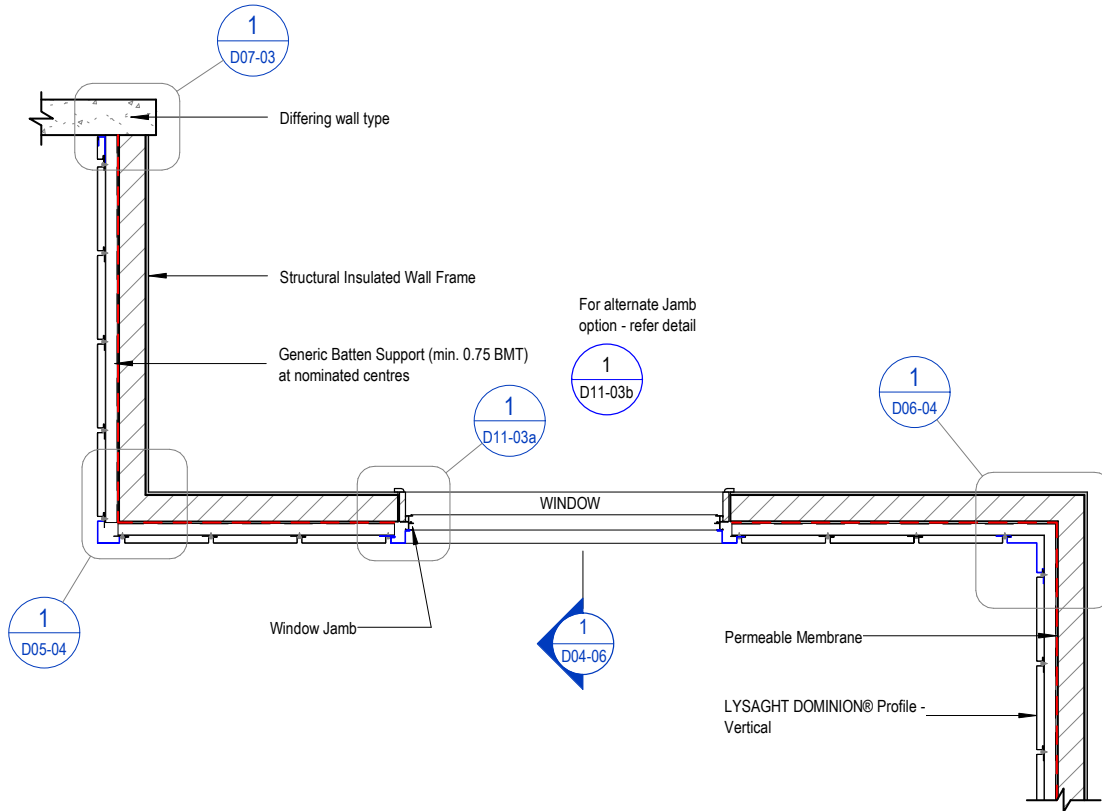 1
D07-03
Differing wall type
Structural Insulated Wall Frame
For alternate Jamb
option - refer detail
Generic Batten Support (min. 0.75 BMT)
at nominated centres
1
D11-03b
1
D06-04
1
D11-03a
WINDOW
1
D05-04
Window Jamb
1
D04-06
Permeable Membrane
LYSAGHT DOMINION® Profile -
Vertical